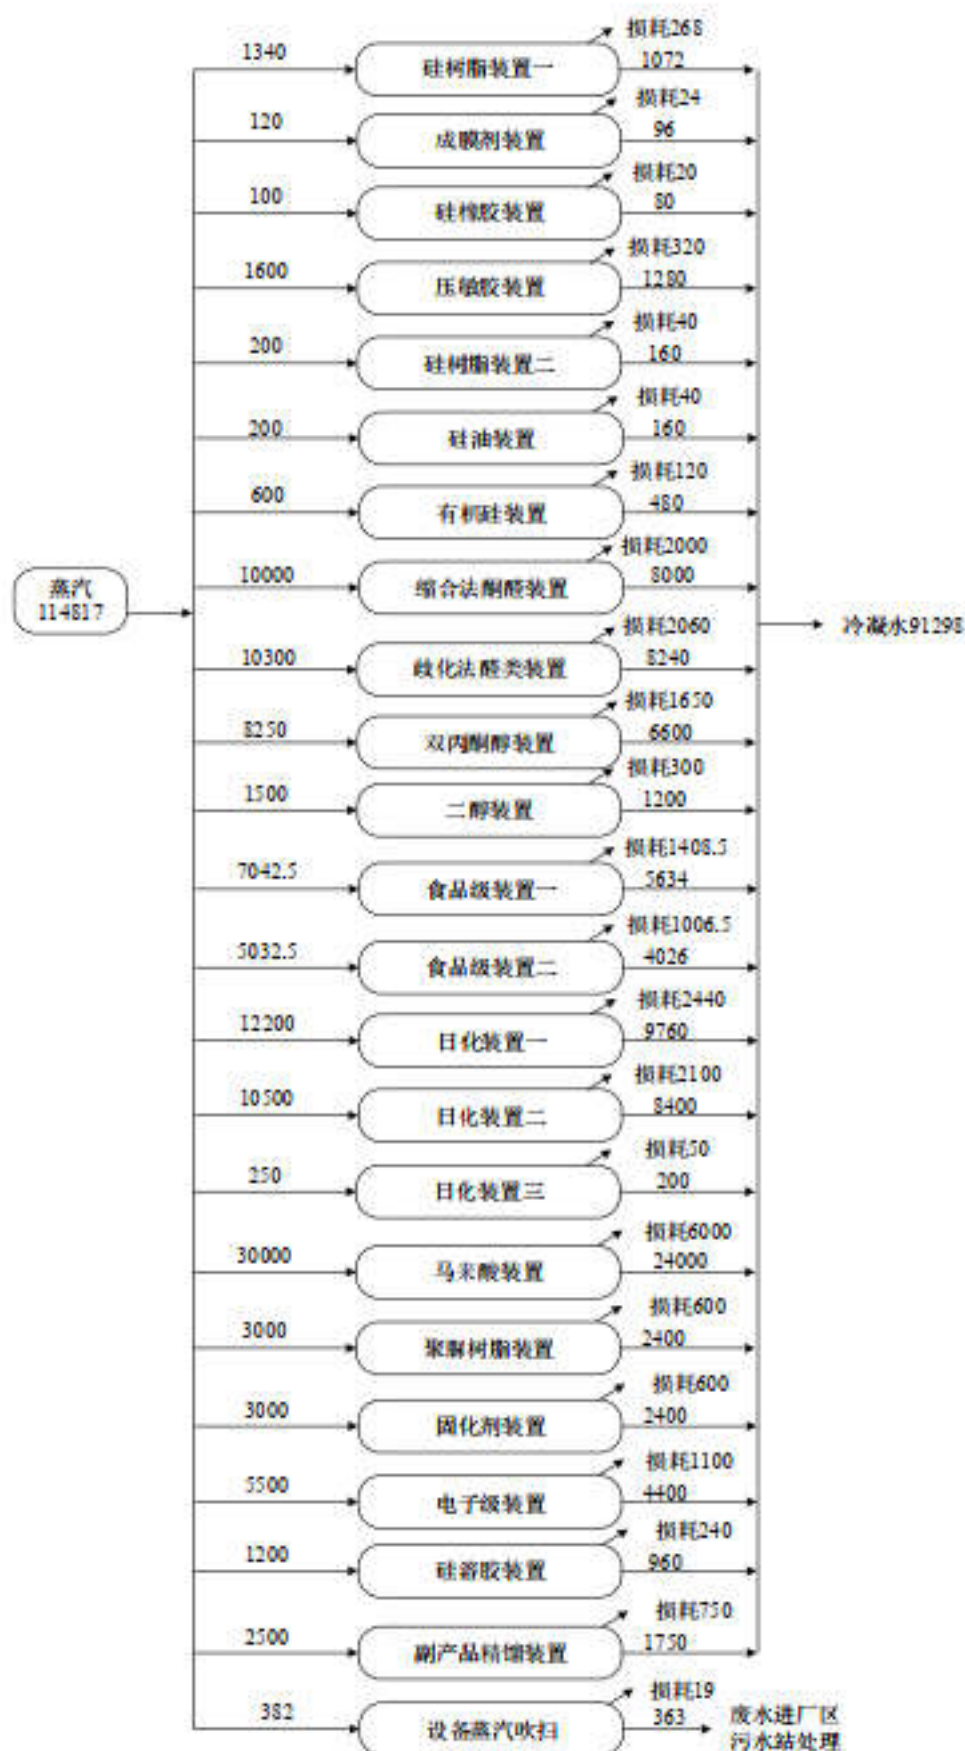 损耗268
1340
硅树脂装置一
1072
损耗24
120
成膜剂装置
96
损耗20
100
硅橡胶装置
80
损耗320
1600
压敏胶装置
1280
损耗40
200
硅树脂装置二
160
损耗40
200
硅油装置
160
损耗120
600
有机硅装置
480
损耗2000
10000
缩合法酮醛装置
8000
蒸汽
114817
冷凝水91298
损耗2060
10300
歧化法醛类装置
8240
损耗1650
8250
双丙酮醇装置
6600
损耗300
1500
二醇装置
1200
损耗1408.5
7042.5
食品级装置一
5634
损耗1006.5
5032.5
食品级装置二
4026
损耗2440
12200
日化装置一
9760
损耗2100
10500
日化装置二
8400
损耗50
250
日化装置三
200
损耗6000
30000
马来酸装置
24000
损耗600
3000
聚脲树脂装置
2400
损耗600
3000
固化剂装置
2400
损耗1100
5500
电子级装置
4400
损耗240
1200
硅溶胶装置
960
损耗750
2500
副产品精馏装置
1750
损耗19
382
设备蒸汽吹扫
363
废水进厂区
污水站处理